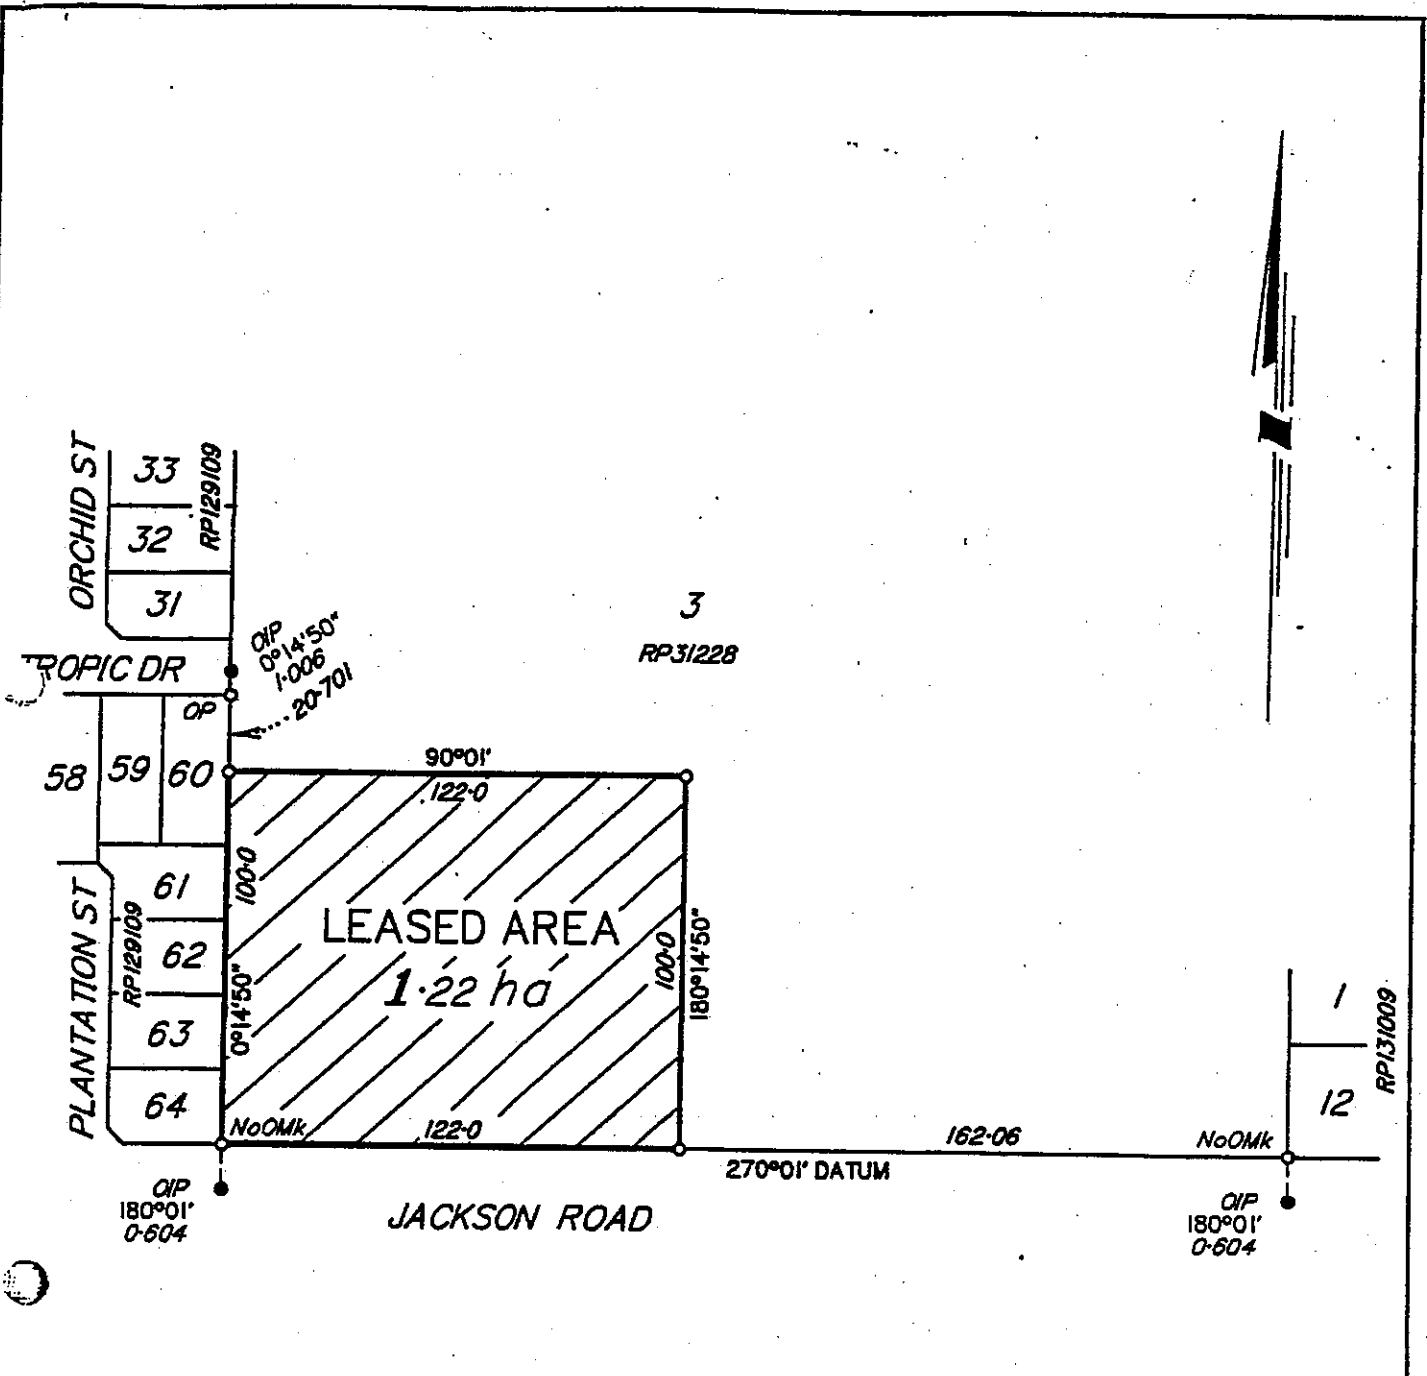 ORCHID ST
33
32
31
RP129109
TROPIC DR
OIP
0°14'50"
1·006
20·701
OP
3
RP31228
N
58
59
60
90°01'
122·0
61
62
63
64
PLANTATION ST
RP129109
100·0
0°14'50"
LEASED AREA
1·22 ha
100·0
180°14'50"
NoOMk
122·0
162·06
NoOMk
270°01' DATUM
1
12
RP131009
OIP
180°01'
0·604
JACKSON ROAD
OIP
180°01'
0·604